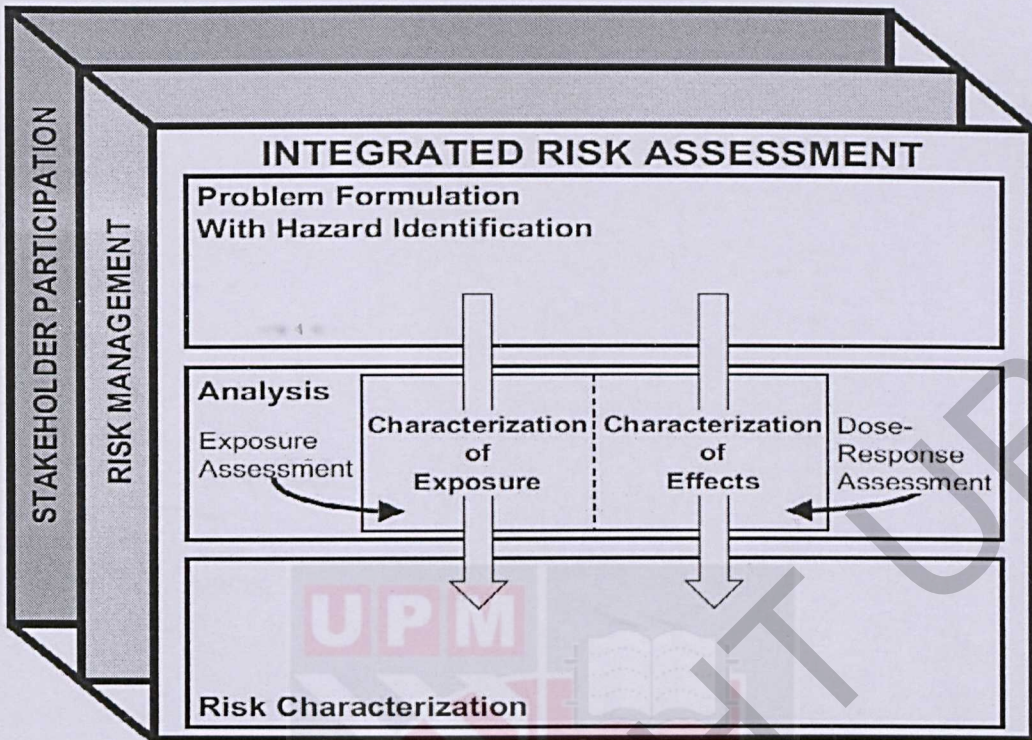 STAKEHOLDER PARTICIPATION
RISK MANAGEMENT
INTEGRATED RISK ASSESSMENT
Problem Formulation
With Hazard Identification
Analysis
Exposure
Assessment
Characterization
of
Exposure
Characterization
of
Effects
Dose-
Response
Assessment
Risk Characterization
UPM